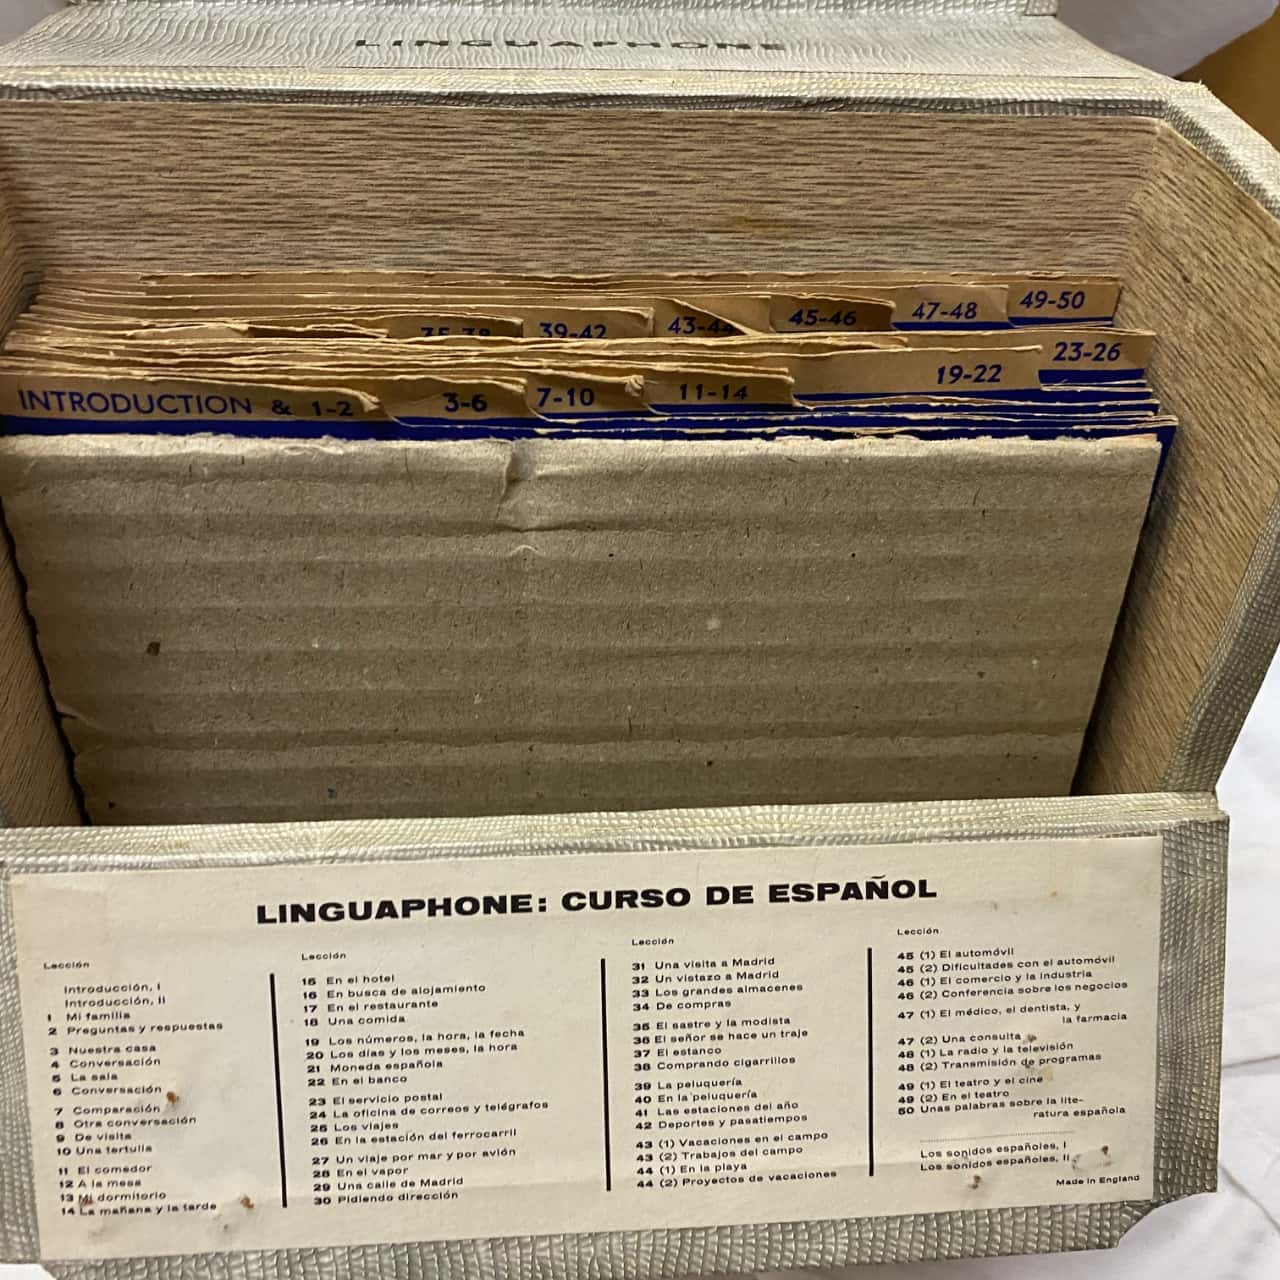 LINGUAPHONE
49-50
47-48
45-46
43-44
39-42
35-38
23-26
19-22
11-14
7-10
3-6
INTRODUCTION & 1-2
LINGUAPHONE: CURSO DE ESPAÑOL
Lección
Introducción, I
Introducción, II
1 Mi familia
2 Preguntas y respuestas
3 Nuestra casa
4 Conversación
5 La sala
6 Conversación
7 Comparación
8 Otra conversación
9 De visita
10 Una tertulia
11 El comedor
12 A la mesa
13 Mi dormitorio
14 La mañana y la tarde
Lección
15 En el hotel
16 En busca de alojamiento
17 En el restaurante
18 Una comida
19 Los números, la hora, la fecha
20 Los días y los meses, la hora
21 Moneda española
22 En el banco
23 El servicio postal
24 La oficina de correos y telégrafos
25 Los viajes
26 En la estación del ferrocarril
27 Un viaje por mar y por avión
28 En el vapor
29 Una calle de Madrid
30 Pidiendo dirección
Lección
31 Una visita a Madrid
32 Un vistazo a Madrid
33 Los grandes almacenes
34 De compras
35 El sastre y la modista
36 El señor se hace un traje
37 El estanco
38 Comprando cigarrillos
39 La peluquería
40 En la peluquería
41 Las estaciones del año
42 Deportes y pasatiempos
43 (1) Vacaciones en el campo
43 (2) Trabajos del campo
44 (1) En la playa
44 (2) Proyectos de vacaciones
Lección
45 (1) El automóvil
45 (2) Dificultades con el automóvil
46 (1) El comercio y la industria
46 (2) Conferencia sobre los negocios
47 (1) El médico, el dentista, y
la farmacia
47 (2) Una consulta
48 (1) La radio y la televisión
48 (2) Transmisión de programas
49 (1) El teatro y el cine
49 (2) En el teatro
50 Unas palabras sobre la lite-
ratura española
Los sonidos españoles, I
Los sonidos españoles, II
Made in England